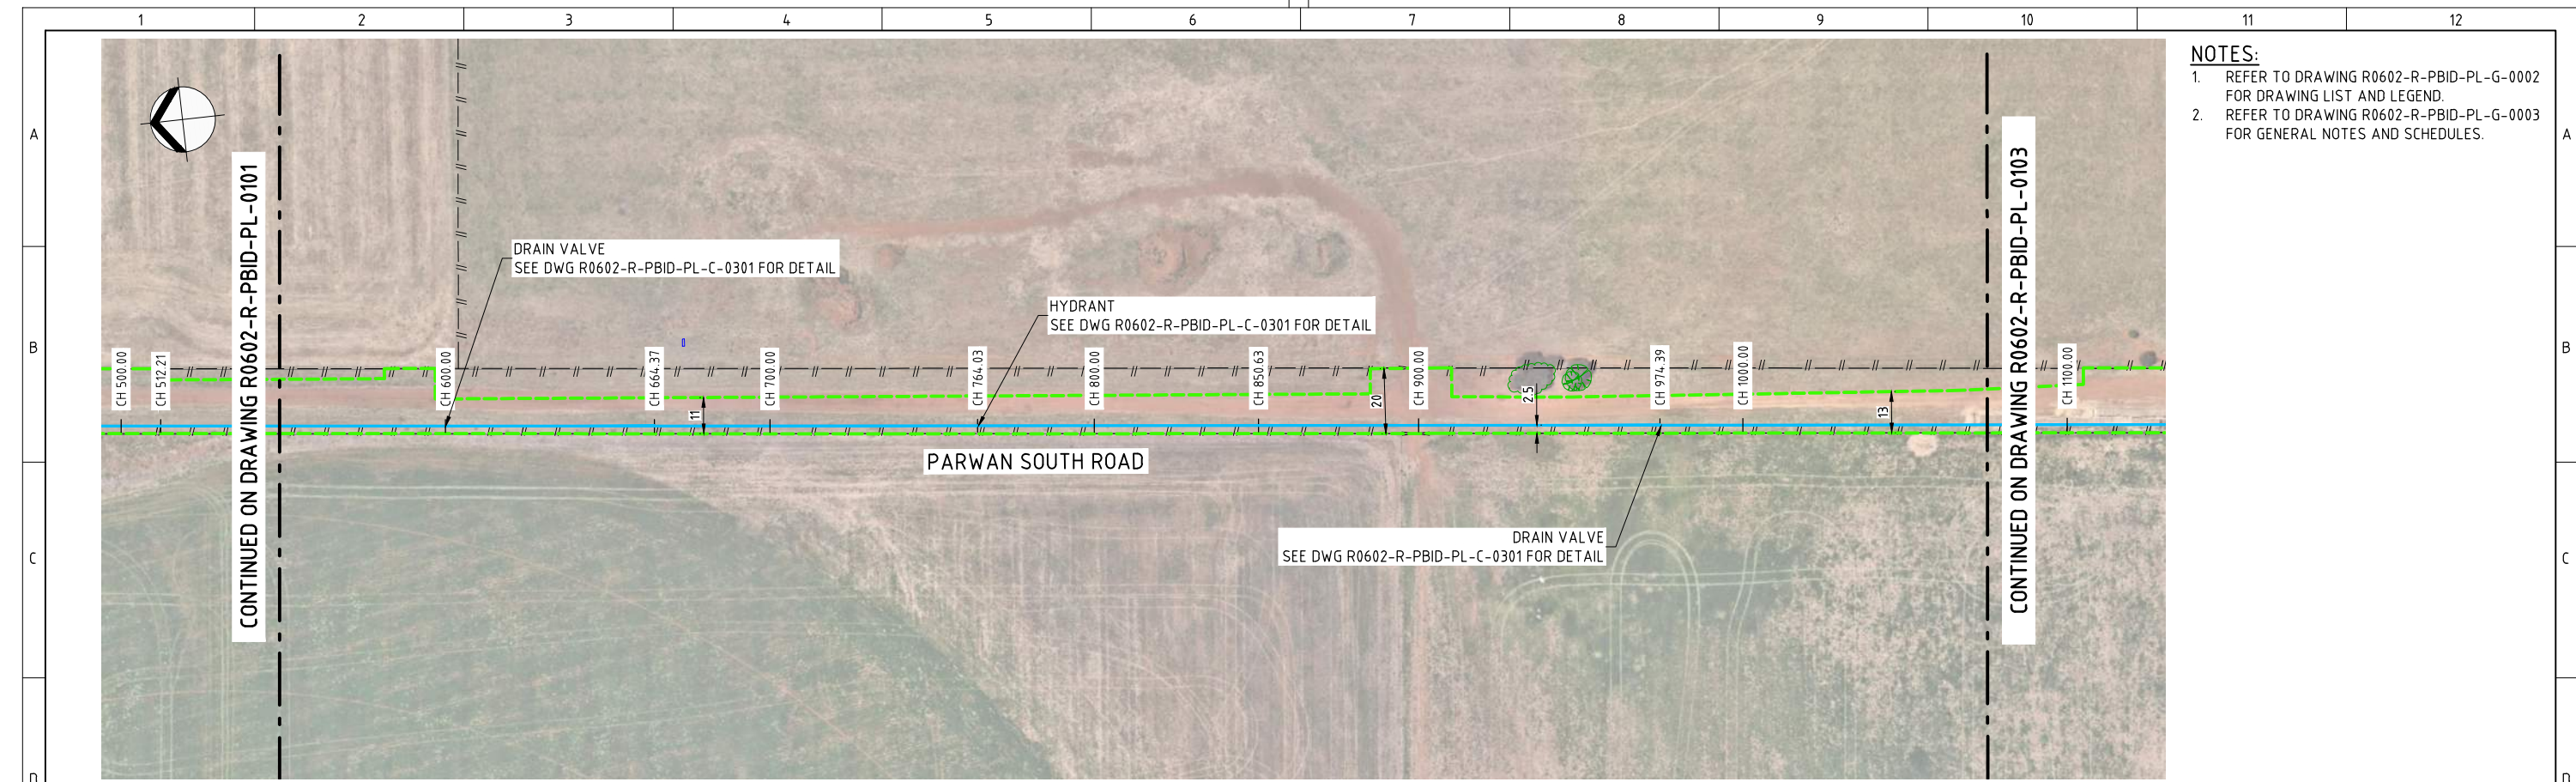 1 2 3 4 5 6 7 8 9 10 11 12
NOTES:
1. REFER TO DRAWING R0602-R-PBID-PL-G-0002
FOR DRAWING LIST AND LEGEND.
2. REFER TO DRAWING R0602-R-PBID-PL-G-0003
FOR GENERAL NOTES AND SCHEDULES.
A
A
CONTINUED ON DRAWING R0602-R-PBID-PL-0101
CONTINUED ON DRAWING R0602-R-PBID-PL-0103
DRAIN VALVE
SEE DWG R0602-R-PBID-PL-C-0301 FOR DETAIL
HYDRANT
SEE DWG R0602-R-PBID-PL-C-0301 FOR DETAIL
B
B
CH 500.00
CH 512.21
CH 600.00
CH 664.37
CH 700.00
CH 764.03
CH 800.00
CH 850.63
CH 900.00
CH 974.39
CH 1000.00
CH 1100.00
11
20
2.5
13
PARWAN SOUTH ROAD
DRAIN VALVE
SEE DWG R0602-R-PBID-PL-C-0301 FOR DETAIL
C
C
D
D